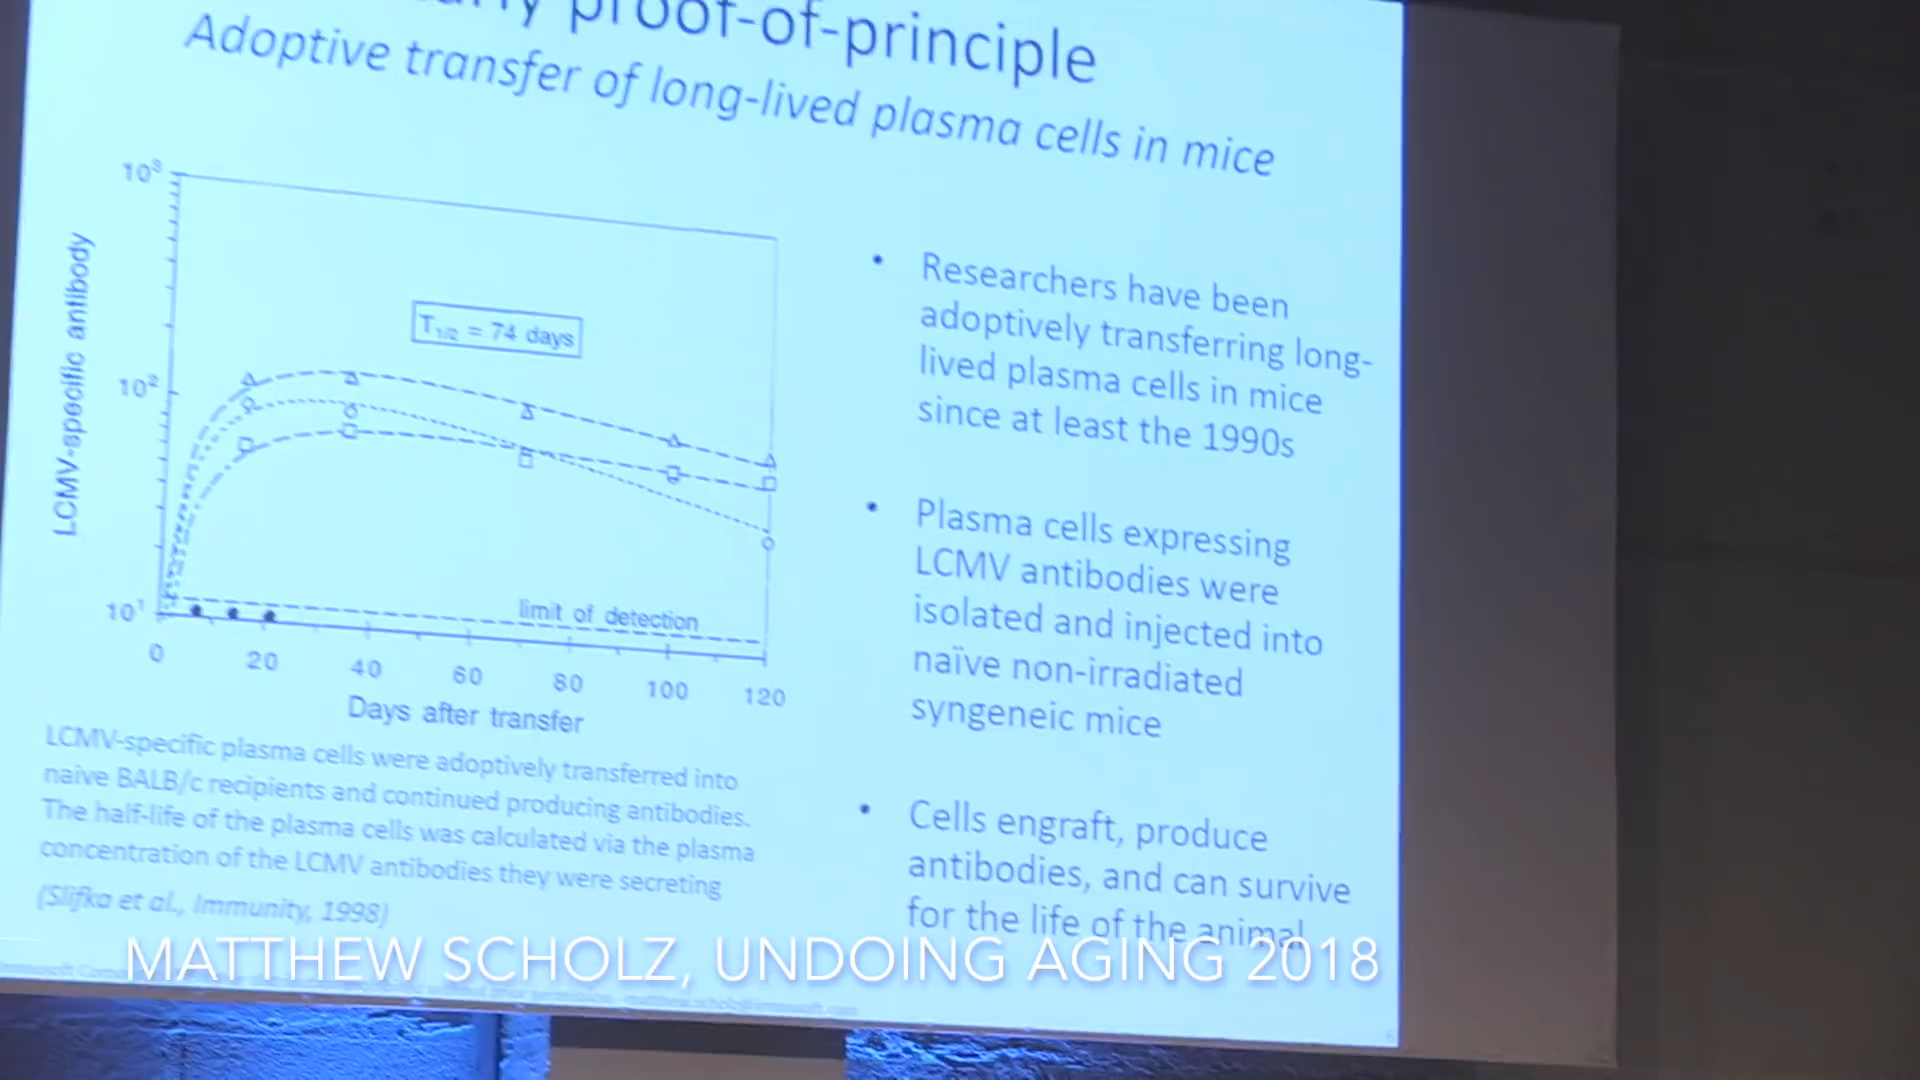 proof-of-principle
Adoptive transfer of long-lived plasma cells in mice
10³
10²
10¹
LCMV-specific antibody
T1/2 = 74 days
limit of detection
0 20 40 60 80 100 120
Days after transfer
LCMV-specific plasma cells were adoptively transferred into
naive BALB/c recipients and continued producing antibodies.
The half-life of the plasma cells was calculated via the plasma
concentration of the LCMV antibodies they were secreting
(Slifka et al., Immunity, 1998)
• Researchers have been
adoptively transferring long-
lived plasma cells in mice
since at least the 1990s
• Plasma cells expressing
LCMV antibodies were
isolated and injected into
naïve non-irradiated
syngeneic mice
• Cells engraft, produce
antibodies, and can survive
for the life of the animal
MATTHEW SCHOLZ, UNDOING AGING 2018